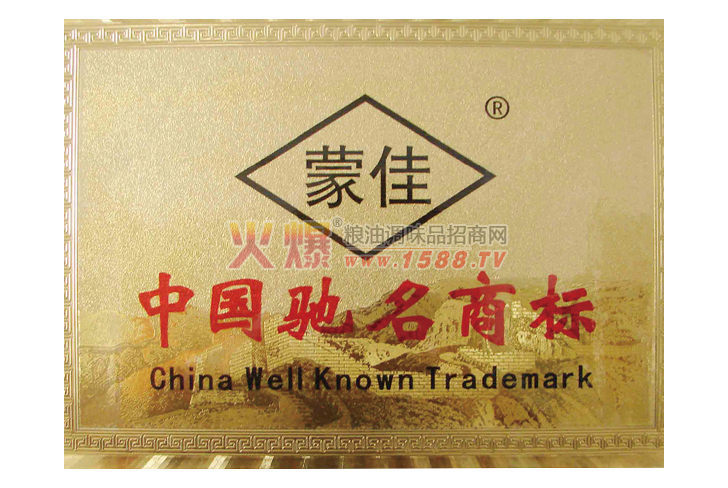 ®
蒙佳
火爆®粮油调味品招商网
www.1588.TV
中国驰名商标
China Well Known Trademark